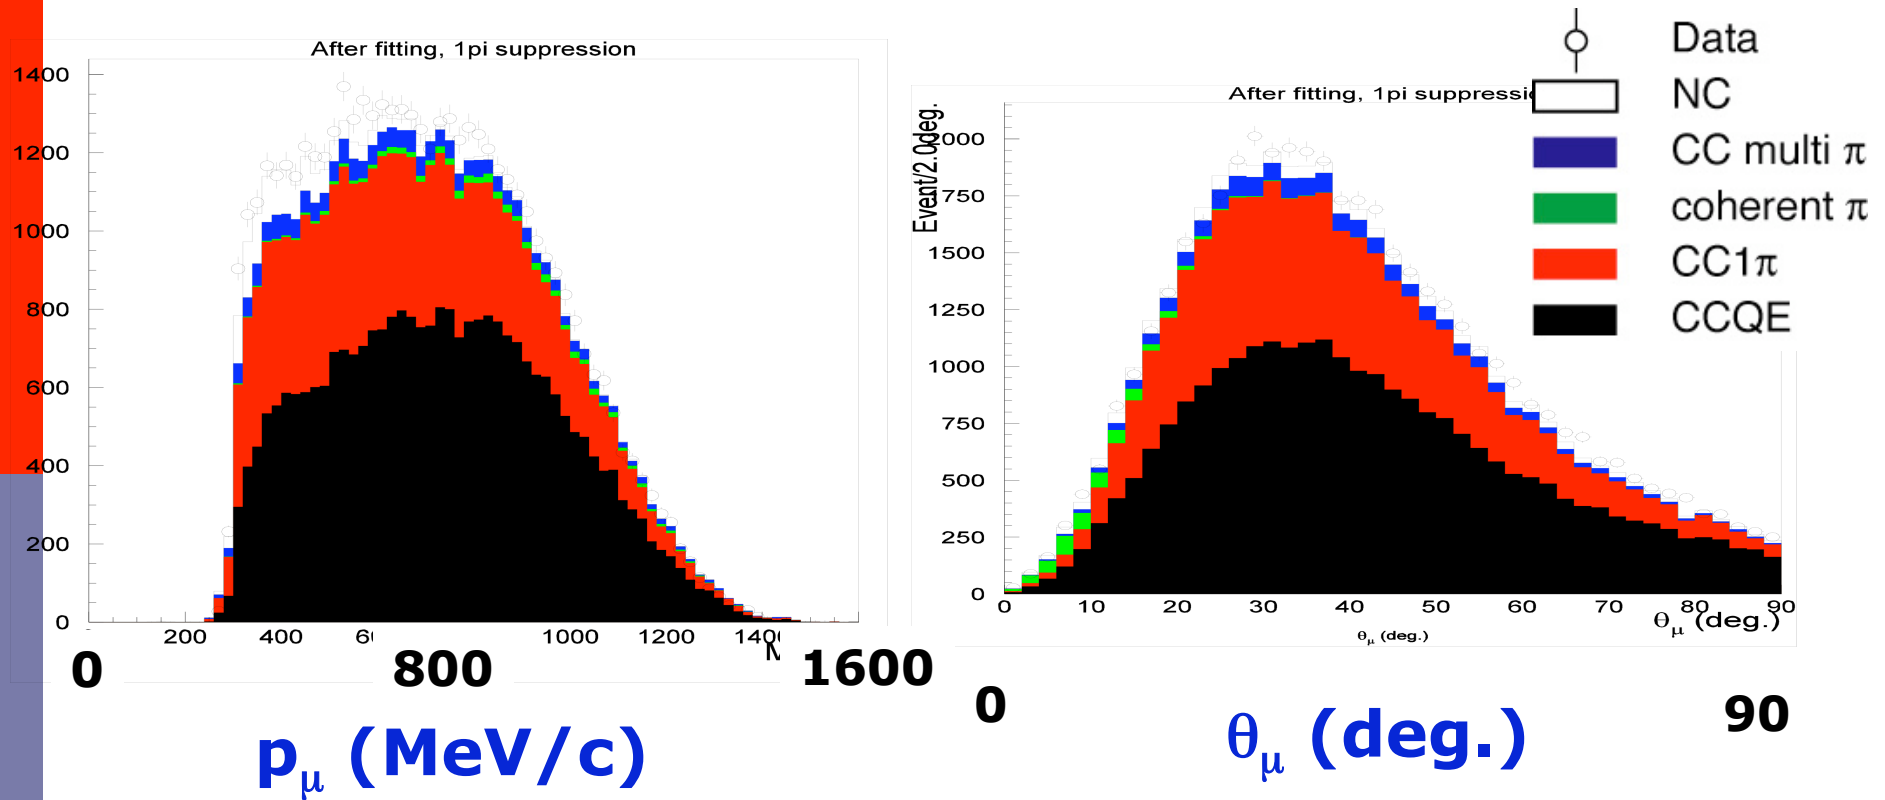 After fitting, 1pi suppression
1400
1200
1000
800
600
400
200
0
200 400 1000 1200
0 800 1600
pμ (MeV/c)
After fitting, 1pi
Event/2.0deg.
2000
1750
1500
1250
1000
750
500
250
0
0 10 20 30 40 50 60 70 80 90
θμ (deg.)
θμ (deg.)
0 90
θμ (deg.)
Data
NC
CC multi π
coherent π
CC1π
CCQE